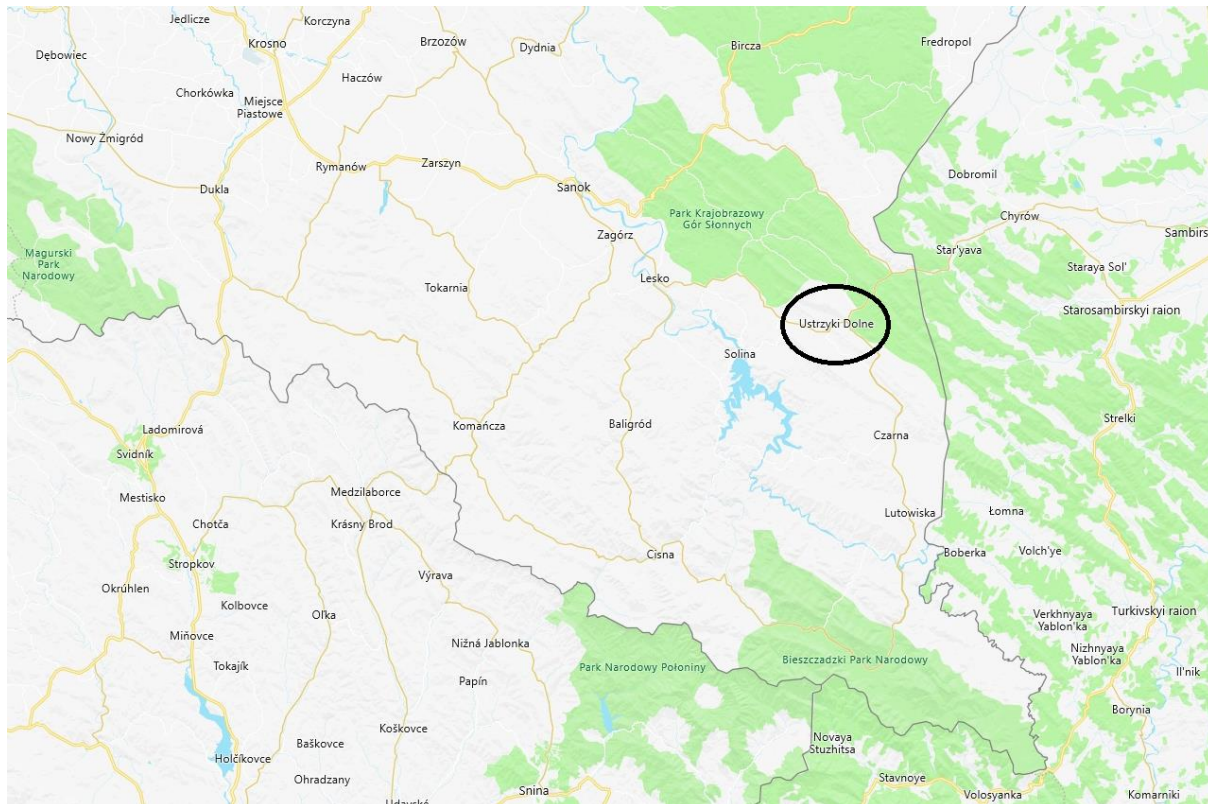 Jedlicze
Korczyna
Krosno
Brzozów
Dydnia
Bircza
Fredropol
Dębowiec
Haczów
Chorkówka
Miejsce
Piastowe
Nowy Żmigród
Rymanów
Zarszyn
Sanok
Dukla
Dobromil
Park Krajobrazowy
Gór Słonnych
Chyrów
Sambirs
Zagórz
Star'yava
Magurski
Park
Narodowy
Lesko
Staraya Sol'
Tokarnia
Starosambirskyi raion
Ustrzyki Dolne
Solina
Strelki
Ladomirová
Komańcza
Baligród
Czarna
Svidník
Mestisko
Medzilaborce
Lutowiska
Łomna
Chotča
Krásny Brod
Stropkov
Cisna
Boberka
Volch'ye
Okrúhlen
Výrava
Kolbovce
Oľka
Verkhnyaya
Yablon'ka
Turkivskyi raion
Miňovce
Nižná Jablonka
Nizhnyaya
Yablon'ka
Tokajík
Park Narodowy Połoniny
Bieszczadzki Park Narodowy
Il'nik
Papín
Borynia
Koškovce
Baškovce
Novaya
Stuzhitsa
Holčíkovce
Ohradzany
Snina
Stavnoye
Volosyanka
Komarniki
Udavské